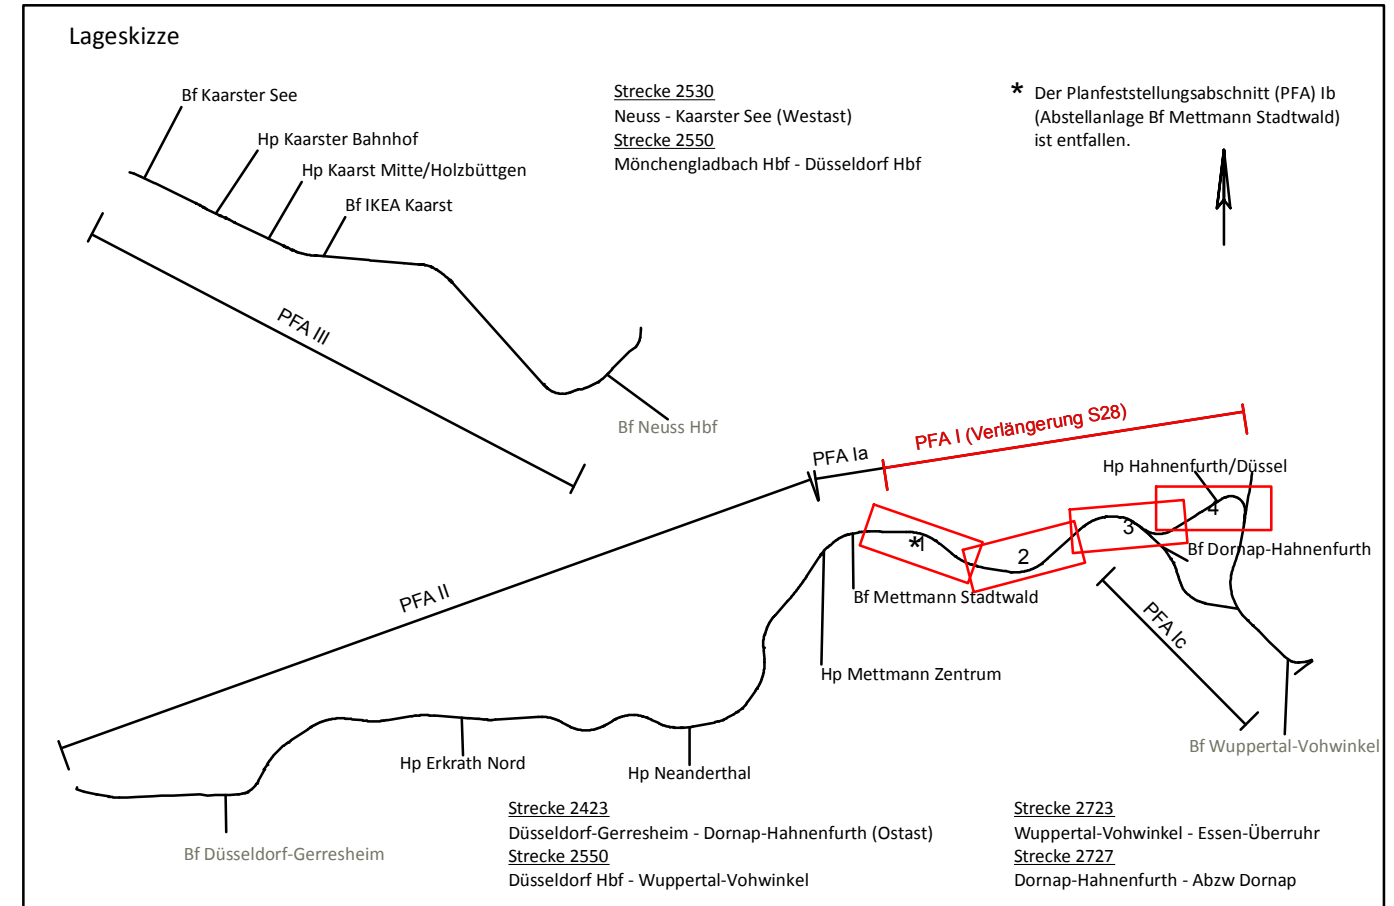 Lageskizze
Bf Kaarster See
Hp Kaarster Bahnhof
Hp Kaarst Mitte/Holzbüttgen
Bf IKEA Kaarst
Strecke 2530
Neuss - Kaarster See (Westast)
Strecke 2550
Mönchengladbach Hbf - Düsseldorf Hbf
* Der Planfeststellungsabschnitt (PFA) Ib
(Abstellanlage Bf Mettmann Stadtwald)
ist entfallen.
PFA III
Bf Neuss Hbf
PFA I (Verlängerung S28)
PFA Ia
Hp Hahnenfurth/Düssel
4
3
*1
2
Bf Dornap-Hahnenfurth
PFA II
Bf Mettmann Stadtwald
PFA Ic
Hp Mettmann Zentrum
Bf Wuppertal-Vohwinkel
Hp Erkrath Nord
Hp Neanderthal
Bf Düsseldorf-Gerresheim
Strecke 2423
Düsseldorf-Gerresheim - Dornap-Hahnenfurth (Ostast)
Strecke 2550
Düsseldorf Hbf - Wuppertal-Vohwinkel
Strecke 2723
Wuppertal-Vohwinkel - Essen-Überruhr
Strecke 2727
Dornap-Hahnenfurth - Abzw Dornap